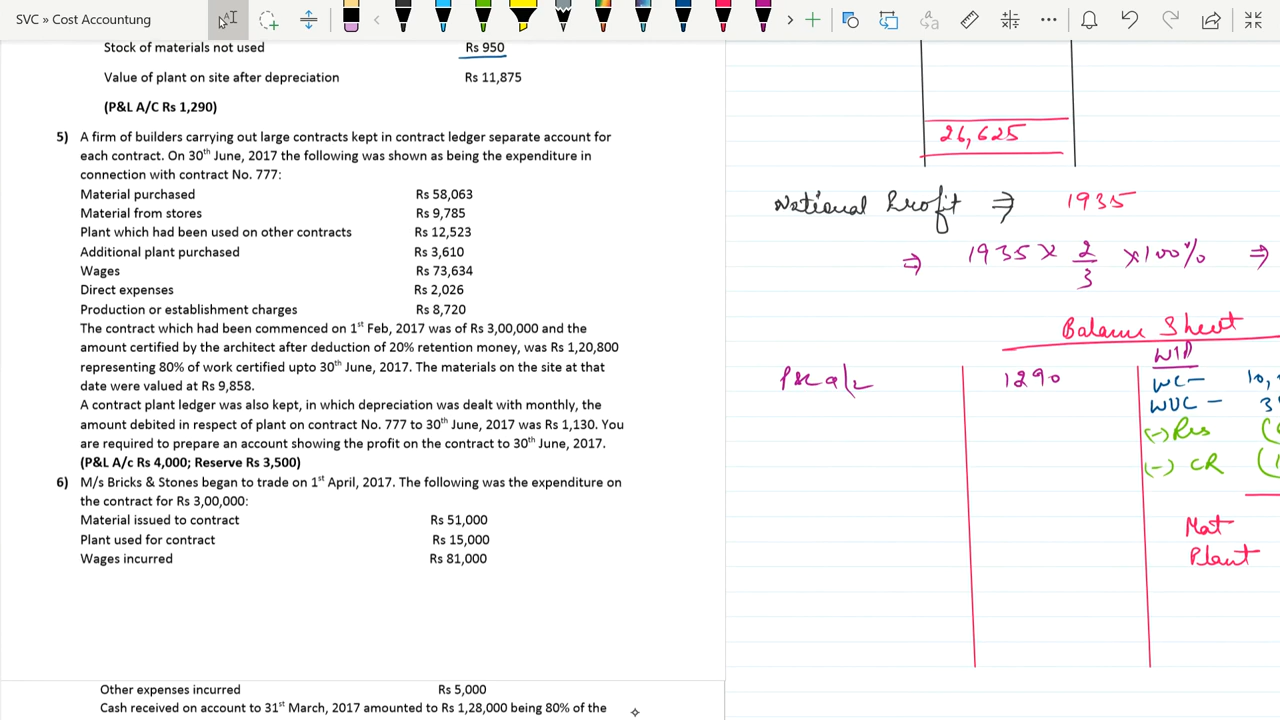 SVC » Cost Accountung
Stock of materials not used Rs 950
Value of plant on site after depreciation Rs 11,875
(P&L A/C Rs 1,290)
5) A firm of builders carrying out large contracts kept in contract ledger separate account for
each contract. On 30th June, 2017 the following was shown as being the expenditure in
connection with contract No. 777:
Material purchased Rs 58,063
Material from stores Rs 9,785
Plant which had been used on other contracts Rs 12,523
Additional plant purchased Rs 3,610
Wages Rs 73,634
Direct expenses Rs 2,026
Production or establishment charges Rs 8,720
The contract which had been commenced on 1st Feb, 2017 was of Rs 3,00,000 and the
amount certified by the architect after deduction of 20% retention money, was Rs 1,20,800
representing 80% of work certified upto 30th June, 2017. The materials on the site at that
date were valued at Rs 9,858.
A contract plant ledger was also kept, in which depreciation was dealt with monthly, the
amount debited in respect of plant on contract No. 777 to 30th June, 2017 was Rs 1,130. You
are required to prepare an account showing the profit on the contract to 30th June, 2017.
(P&L A/c Rs 4,000; Reserve Rs 3,500)
6) M/s Bricks & Stones began to trade on 1st April, 2017. The following was the expenditure on
the contract for Rs 3,00,000:
Material issued to contract Rs 51,000
Plant used for contract Rs 15,000
Wages incurred Rs 81,000
Other expenses incurred Rs 5,000
Cash received on account to 31st March, 2017 amounted to Rs 1,28,000 being 80% of the
26,625
National Profit ⇒ 1935
⇒ 1935 x 2/3 x 100% ⇒
Balance Sheet
WIP
P&L a/c 1290 WC – 10,
WUC – 3
(-) Res (
(-) CR (
Mat
Plant